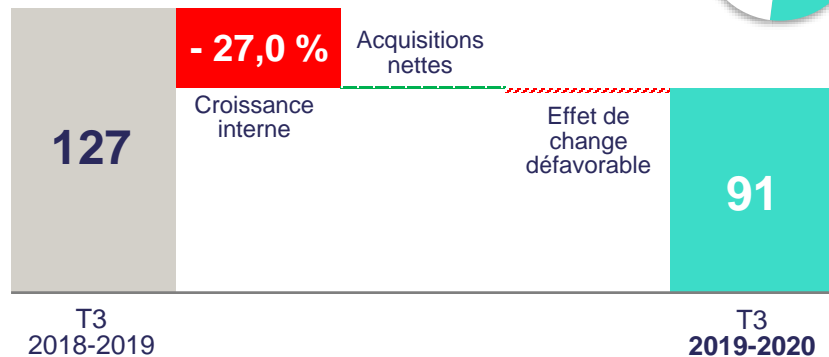 - 27,0 %
Acquisitions
nettes
Croissance
interne
Effet de
change
défavorable
127
91
T3
2018-2019
T3
2019-2020